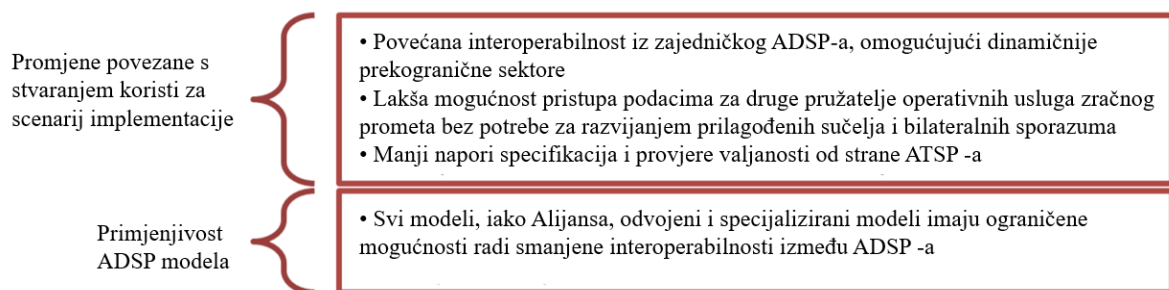 Promjene povezane s
stvaranjem koristi za
scenarij implementacije
• Povećana interoperabilnost iz zajedničkog ADSP-a, omogućujući dinamičnije
prekogranične sektore
• Lakša mogućnost pristupa podacima za druge pružatelje operativnih usluga zračnog
prometa bez potrebe za razvijanjem prilagođenih sučelja i bilateralnih sporazuma
• Manji napori specifikacija i provjere valjanosti od strane ATSP -a
Primjenjivost
ADSP modela
• Svi modeli, iako Alijansa, odvojeni i specijalizirani modeli imaju ograničene
mogućnosti radi smanjene interoperabilnosti između ADSP -a